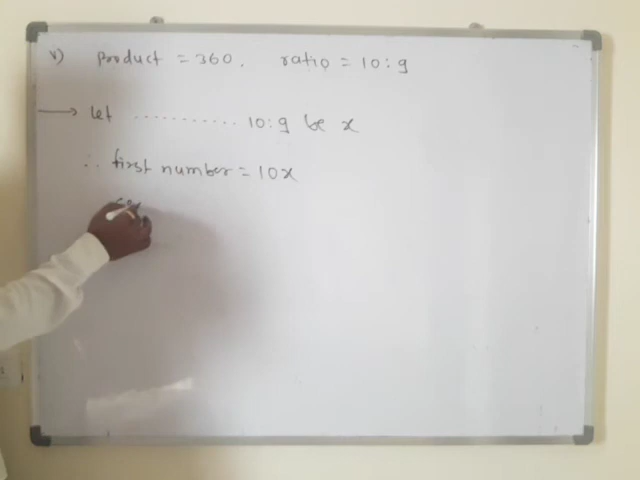 v) product = 360. ratio = 10:9
→ let ........... 10:9 be x
∴ first number = 10x